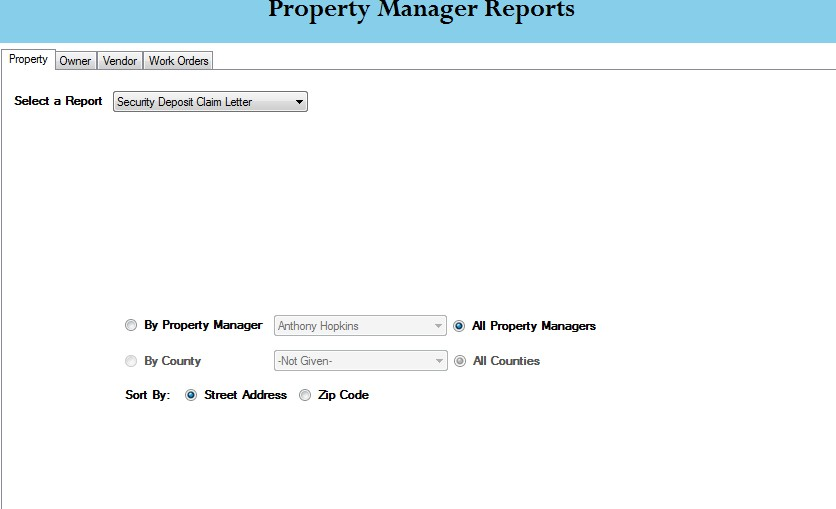 Property Manager Reports
Property Owner Vendor Work Orders
Select a Report Security Deposit Claim Letter
By Property Manager Anthony Hopkins All Property Managers
By County -Not Given- All Counties
Sort By: Street Address Zip Code